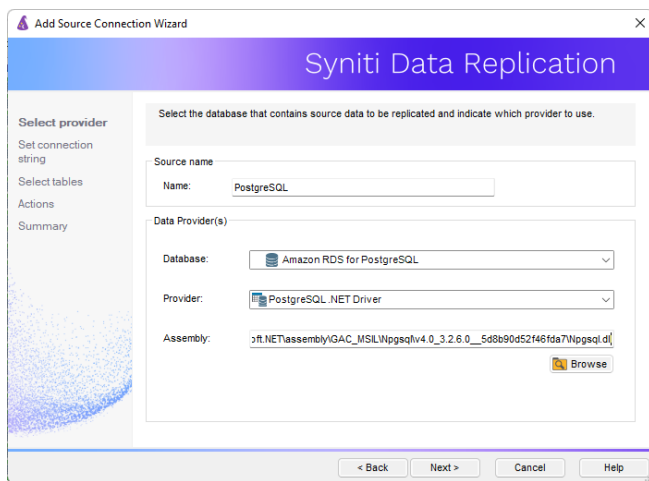 Add Source Connection Wizard
Syniti Data Replication
Select provider
Set connection
string
Select tables
Actions
Summary
Select the database that contains source data to be replicated and indicate which provider to use.
Source name
Name:
PostgreSQL
Data Provider(s)
Database:
Amazon RDS for PostgreSQL
Provider:
PostgreSQL .NET Driver
Assembly:
oft.NET\assembly\GAC_MSIL\Npgsql\v4.0_3.2.6.0__5d8b90d52f46fda7\Npgsql.dl
Browse
< Back
Next >
Cancel
Help